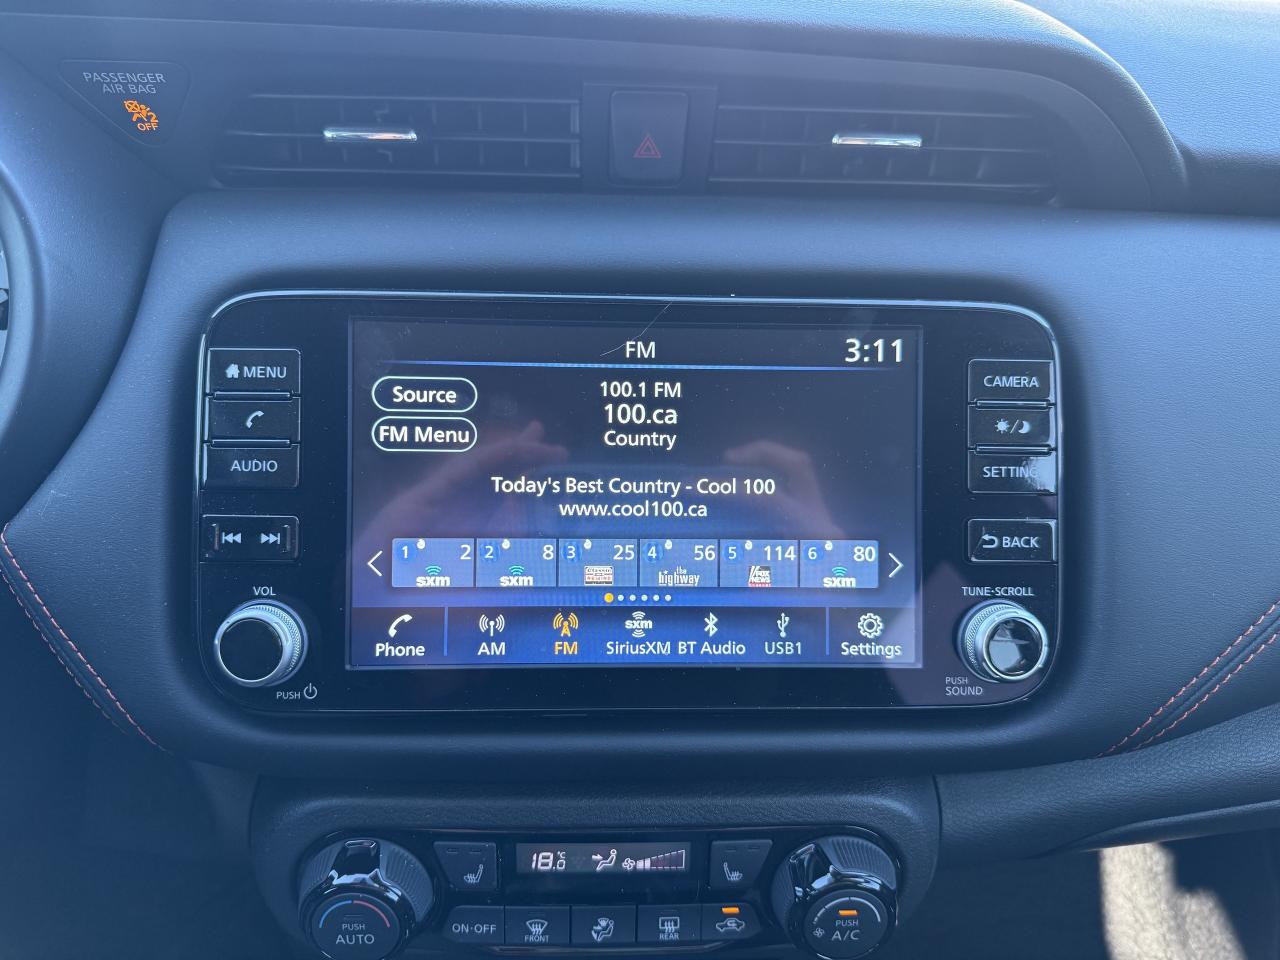 PASSENGER
AIR BAG
2
OFF
FM
3:11
MENU
CAMERA
Source
100.1 FM
100.ca
Country
FM Menu
AUDIO
SETTING
Today's Best Country - Cool 100
www.cool100.ca
BACK
1 2
sxm
2 8
sxm
3 25
4 56
the
highway
5 114
FOX
NEWS
6 80
sxm
VOL
TUNE·SCROLL
Phone
AM
FM
sxm
SiriusXM
BT Audio
USB1
Settings
PUSH
PUSH
SOUND
18.0 °C
PUSH
AUTO
ON·OFF
FRONT
REAR
PUSH
A/C